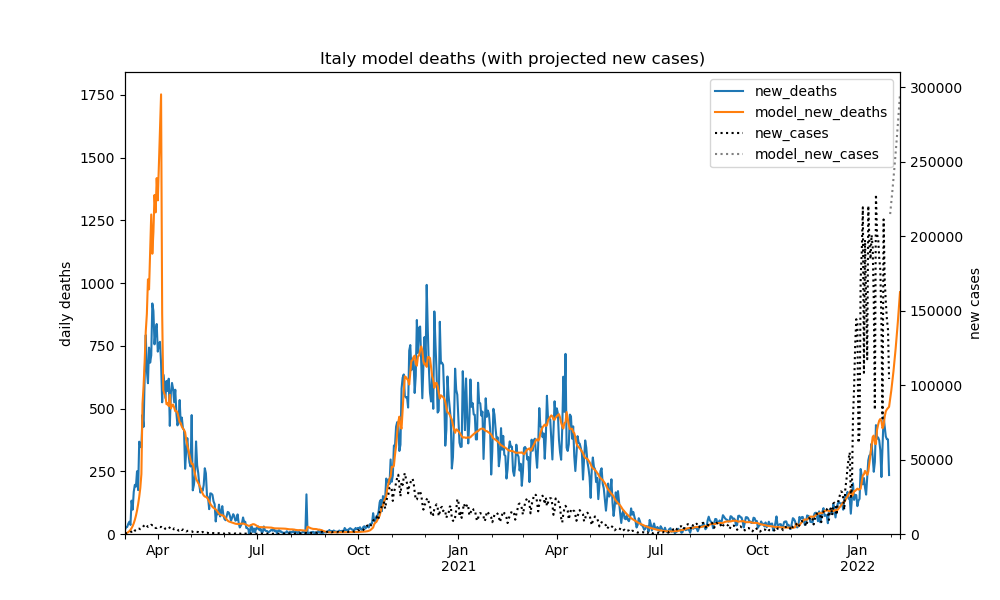 Italy model deaths (with projected new cases)
new_deaths
model_new_deaths
new_cases
model_new_cases
daily deaths
1750
1500
1250
1000
750
500
250
0
300000
250000
200000
150000
100000
50000
0
new cases
Apr
Jul
Oct
Jan
2021
Apr
Jul
Oct
Jan
2022